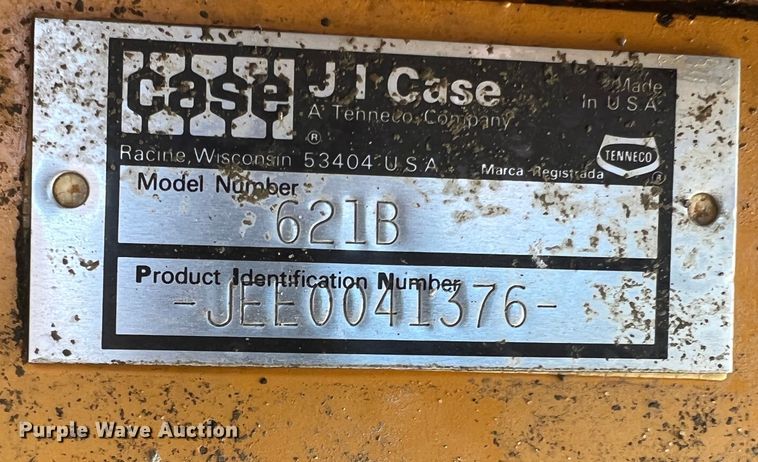 case
J I Case
A Tenneco Company
®
Made
in U.S.A.
Racine, Wisconsin 53404 U.S.A.
Marca Registrada
TENNECO
®
Model Number
621B
Product Identification Number
-JEE0041376-
Purple Wave Auction